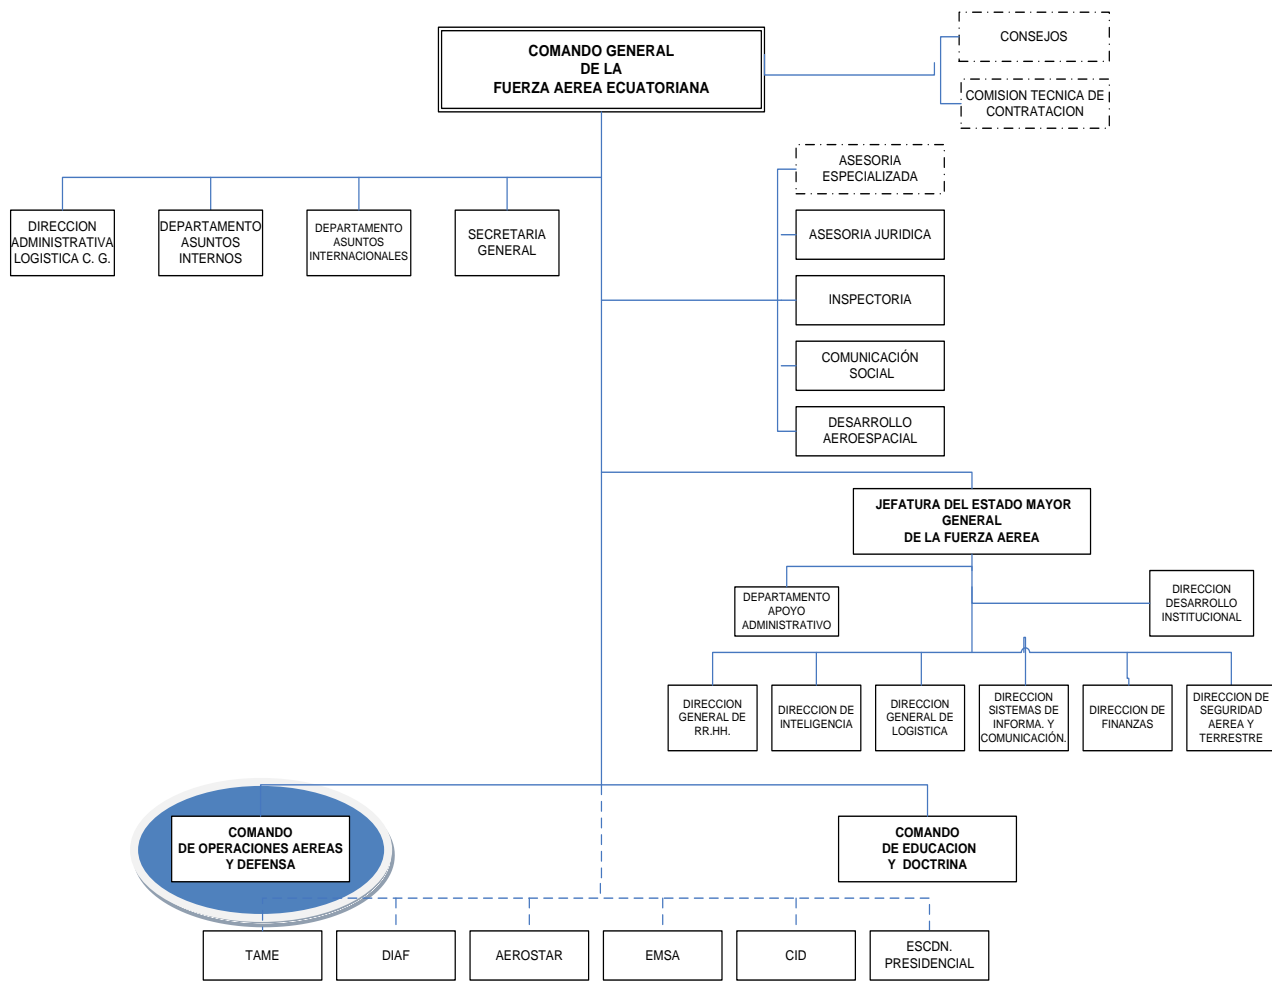 COMANDO GENERAL
DE LA
FUERZA AEREA ECUATORIANA
CONSEJOS
COMISION TECNICA DE
CONTRATACION
ASESORIA
ESPECIALIZADA
DIRECCION
ADMINISTRATIVA
LOGISTICA C. G.
DEPARTAMENTO
ASUNTOS
INTERNOS
DEPARTAMENTO
ASUNTOS
INTERNACIONALES
SECRETARIA
GENERAL
ASESORIA JURIDICA
INSPECTORIA
COMUNICACIÓN
SOCIAL
DESARROLLO
AEROESPACIAL
JEFATURA DEL ESTADO MAYOR
GENERAL
DE LA FUERZA AEREA
DEPARTAMENTO
APOYO
ADMINISTRATIVO
DIRECCION
DESARROLLO
INSTITUCIONAL
DIRECCION
GENERAL DE
RR.HH.
DIRECCION DE
INTELIGENCIA
DIRECCION
GENERAL DE
LOGISTICA
DIRECCION
SISTEMAS DE
INFORMA. Y
COMUNICACIÓN.
DIRECCION DE
FINANZAS
DIRECCION DE
SEGURIDAD
AEREA Y
TERRESTRE
COMANDO
DE OPERACIONES AEREAS
Y DEFENSA
COMANDO
DE EDUCACION
Y DOCTRINA
TAME
DIAF
AEROSTAR
EMSA
CID
ESCDN.
PRESIDENCIAL